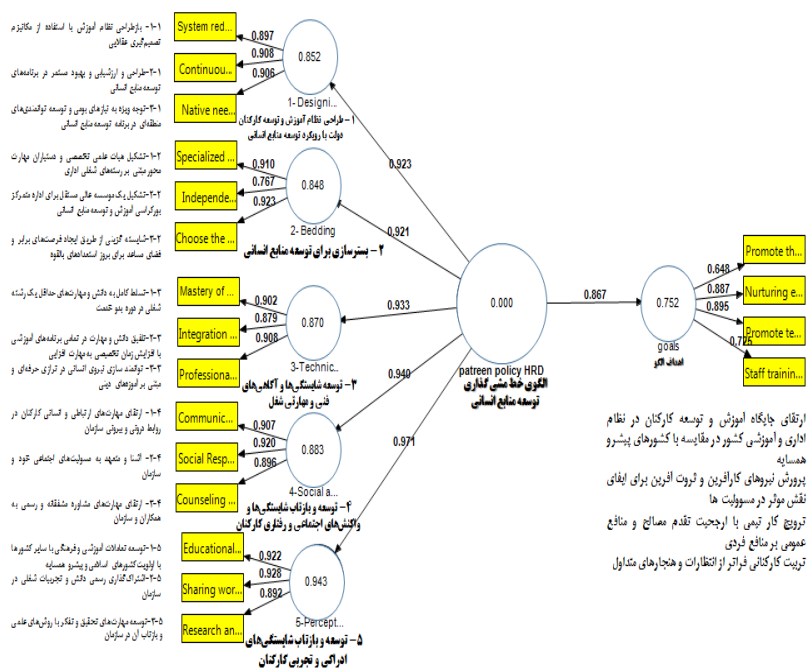 ۱-۱- بازطراحی نظام آموزش با استفاده از مکانیزم
تصمیم‌گیری عقلایی
۱-۲- طراحی و ارزشیابی و بهبود مستمر در برنامه‌های
توسعه منابع انسانی
۱-۳-توجه ویژه به نیازهای بومی و توسعه توانمندی‌های
منطقه‌ای در برنامه توسعه منابع انسانی
System red...
Continuou...
Native nee...
0.897
0.908
0.906
0.852
1- Designi...
۱- طراحی نظام آموزش و توسعه کارکنان
دولت با رویکرد توسعه منابع انسانی
0.923
۲-۱-تشکیل هیات علمی تخصصی و دستیاران مهارت
محور مبتنی بر رسته‌های شغلی اداری
۲-۲-تشکیل یک موسسه عالی مستقل برای اداره متمرکز
بورکراسی آموزش و توسعه منابع انسانی
۲-۳-شایسته گزینی از طریق ایجاد فرصت‌های برابر و
فضای مساعد برای بروز استعدادهای بالقوه
Specialized ...
Independe...
Choose the ...
0.910
0.767
0.923
0.848
2- Bedding
۲- بسترسازی برای توسعه منابع انسانی
0.921
۳-۱-تسلط کامل به دانش و مهارت‌های حداقل یک رشته
شغلی در دوره بدو خدمت
۳-۲-تلفیق دانش و مهارت در تمامی برنامه‌های آموزشی
با افزایش زمان تخصصی به مهارت افزایی
۳-۳-توانمند سازی نیروی انسانی در ترازی حرفه‌ای و
مبتنی بر آموزه‌های دینی
Mastery of ...
Integration ...
Professiona...
0.902
0.879
0.908
0.870
3-Technic...
۳- توسعه شایستگی‌ها و آگاهی‌های
فنی و مهارتی شغل
0.933
۴-۱- ارتقای مهارت‌های ارتباطی و انسانی کارکنان در
روابط درونی و بیرونی سازمان
۴-۲- آشنا و متعهد به مسولیت‌های اجتماعی خود و
سازمان
۴-۳- ارتقای مهارت‌های مشاوره مشفقانه و رسمی به
همکاران و سازمان
Communic...
Social Resp...
Counseling ...
0.907
0.920
0.896
0.883
4-Social a...
۴- توسعه و بازتاب شایستگی‌ها و
واکنش‌های اجتماعی و رفتاری کارکنان
0.940
۵-۱-توسعه تعاملات آموزشی و فرهنگی با سایر کشورها
با اولویت کشورهای اسلامی و پیشرو همسایه
۵-۲-اشتراک‌گذاری رسمی دانش و تجربیات شغلی در
سازمان
۵-۳-توسعه مهارت‌های تحقیق و تفکر با روش‌های علمی
و بازتاب آن در سازمان
Educational...
Sharing wor...
Research an...
0.922
0.928
0.892
0.943
5-Percept...
۵- توسعه و بازتاب شایستگی‌های
ادراکی و تجربی کارکنان
0.971
0.000
patreen policy HRD
الگوی خط مشی گذاری
توسعه منابع انسانی
0.867
0.752
goals
اهداف الگو
0.648
0.887
0.895
0.725
Promote th...
Nurturing e...
Promote te...
Staff trainin...
ارتقای جایگاه آموزش و توسعه کارکنان در نظام
اداری و آموزشی کشور در مقایسه با کشورهای پیشرو
همسایه
پرورش نیروهای کارآفرین و ثروت آفرین برای ایفای
نقش موثر در مسوولیت ها
ترویج کار تیمی با ارجحیت تقدم مصالح و منافع
عمومی بر منافع فردی
تربیت کارکنانی فراتر از انتظارات و هنجارهای متداول